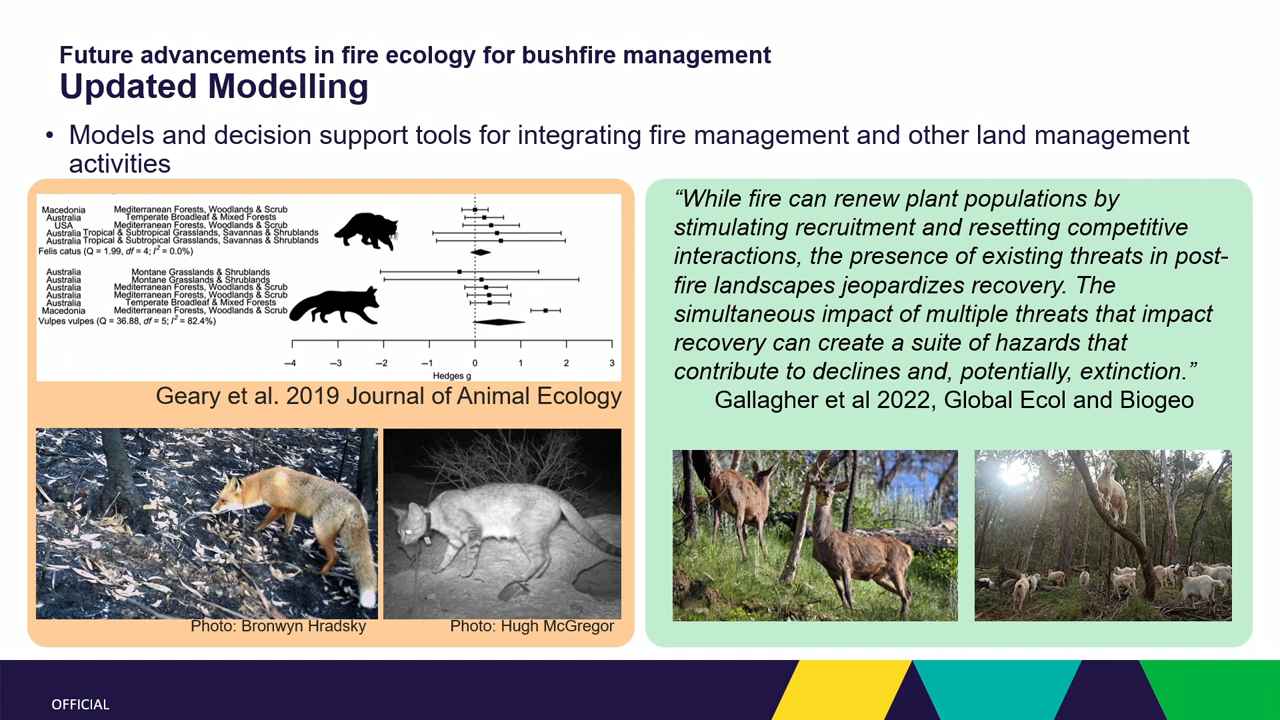 Future advancements in fire ecology for bushfire management
Updated Modelling
• Models and decision support tools for integrating fire management and other land management
activities
Macedonia Mediterranean Forests, Woodlands & Scrub
Australia Temperate Broadleaf & Mixed Forests
USA Mediterranean Forests, Woodlands & Scrub
Australia Tropical & Subtropical Grasslands, Savannas & Shrublands
Australia Tropical & Subtropical Grasslands, Savannas & Shrublands
Felis catus (Q = 1.99, df = 4; I² = 0.0%)
Australia Montane Grasslands & Shrublands
Australia Montane Grasslands & Shrublands
Australia Mediterranean Forests, Woodlands & Scrub
Australia Mediterranean Forests, Woodlands & Scrub
Australia Temperate Broadleaf & Mixed Forests
Macedonia Mediterranean Forests, Woodlands & Scrub
Vulpes vulpes (Q = 36.88, df = 5; I² = 82.4%)
–4 –3 –2 –1 0 1 2 3
Hedges g
Geary et al. 2019 Journal of Animal Ecology
Photo: Bronwyn Hradsky
Photo: Hugh McGregor
“While fire can renew plant populations by
stimulating recruitment and resetting competitive
interactions, the presence of existing threats in post-
fire landscapes jeopardizes recovery. The
simultaneous impact of multiple threats that impact
recovery can create a suite of hazards that
contribute to declines and, potentially, extinction.”
Gallagher et al 2022, Global Ecol and Biogeo
OFFICIAL